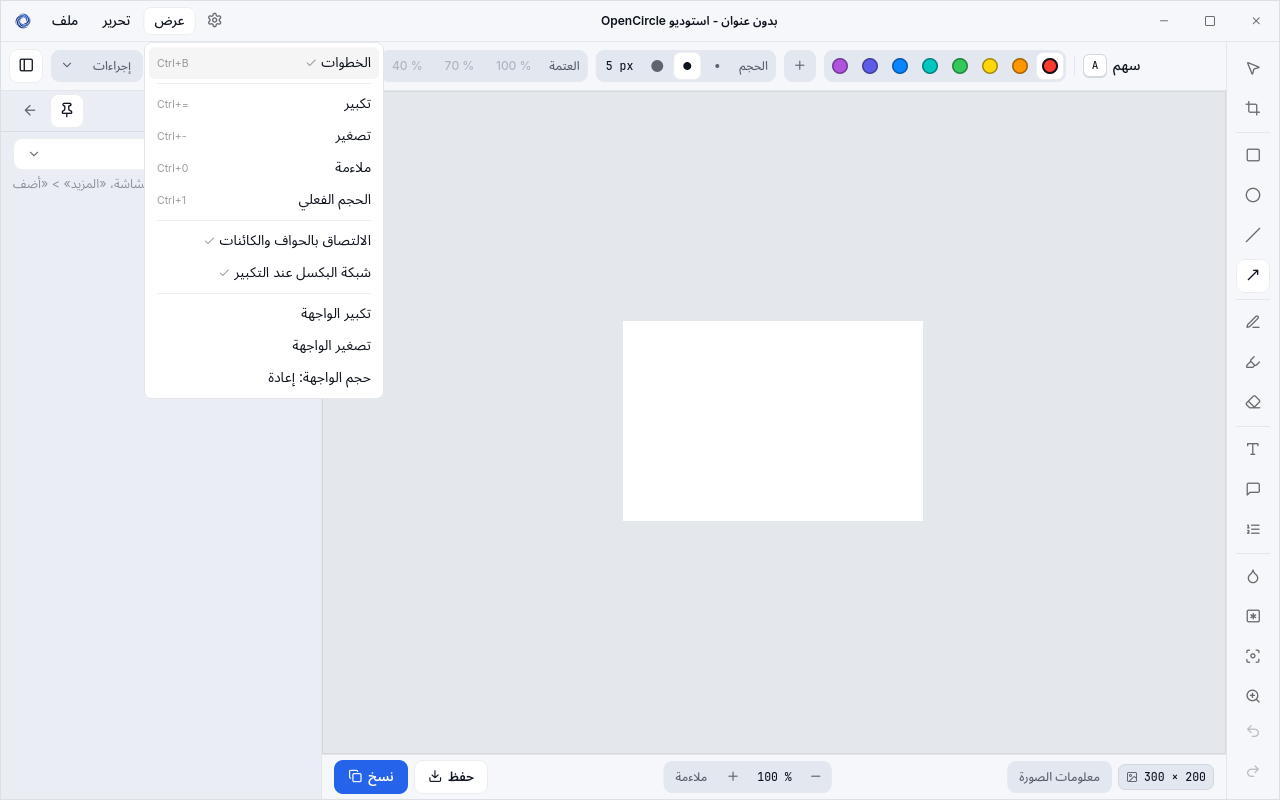 ملف
تحرير
عرض
بدون عنوان - استوديو OpenCircle
إجراءات
40 %
70 %
100 %
العتمة
5 px
الحجم
A
سهم
الخطوات
Ctrl+B
تكبير
Ctrl+=
تصغير
Ctrl+-
ملاءمة
Ctrl+0
الحجم الفعلي
Ctrl+1
الالتصاق بالحواف والكائنات
شبكة البكسل عند التكبير
تكبير الواجهة
تصغير الواجهة
حجم الواجهة: إعادة
«المزيد» > «أضف
نسخ
حفظ
ملاءمة
100 %
معلومات الصورة
300 × 200